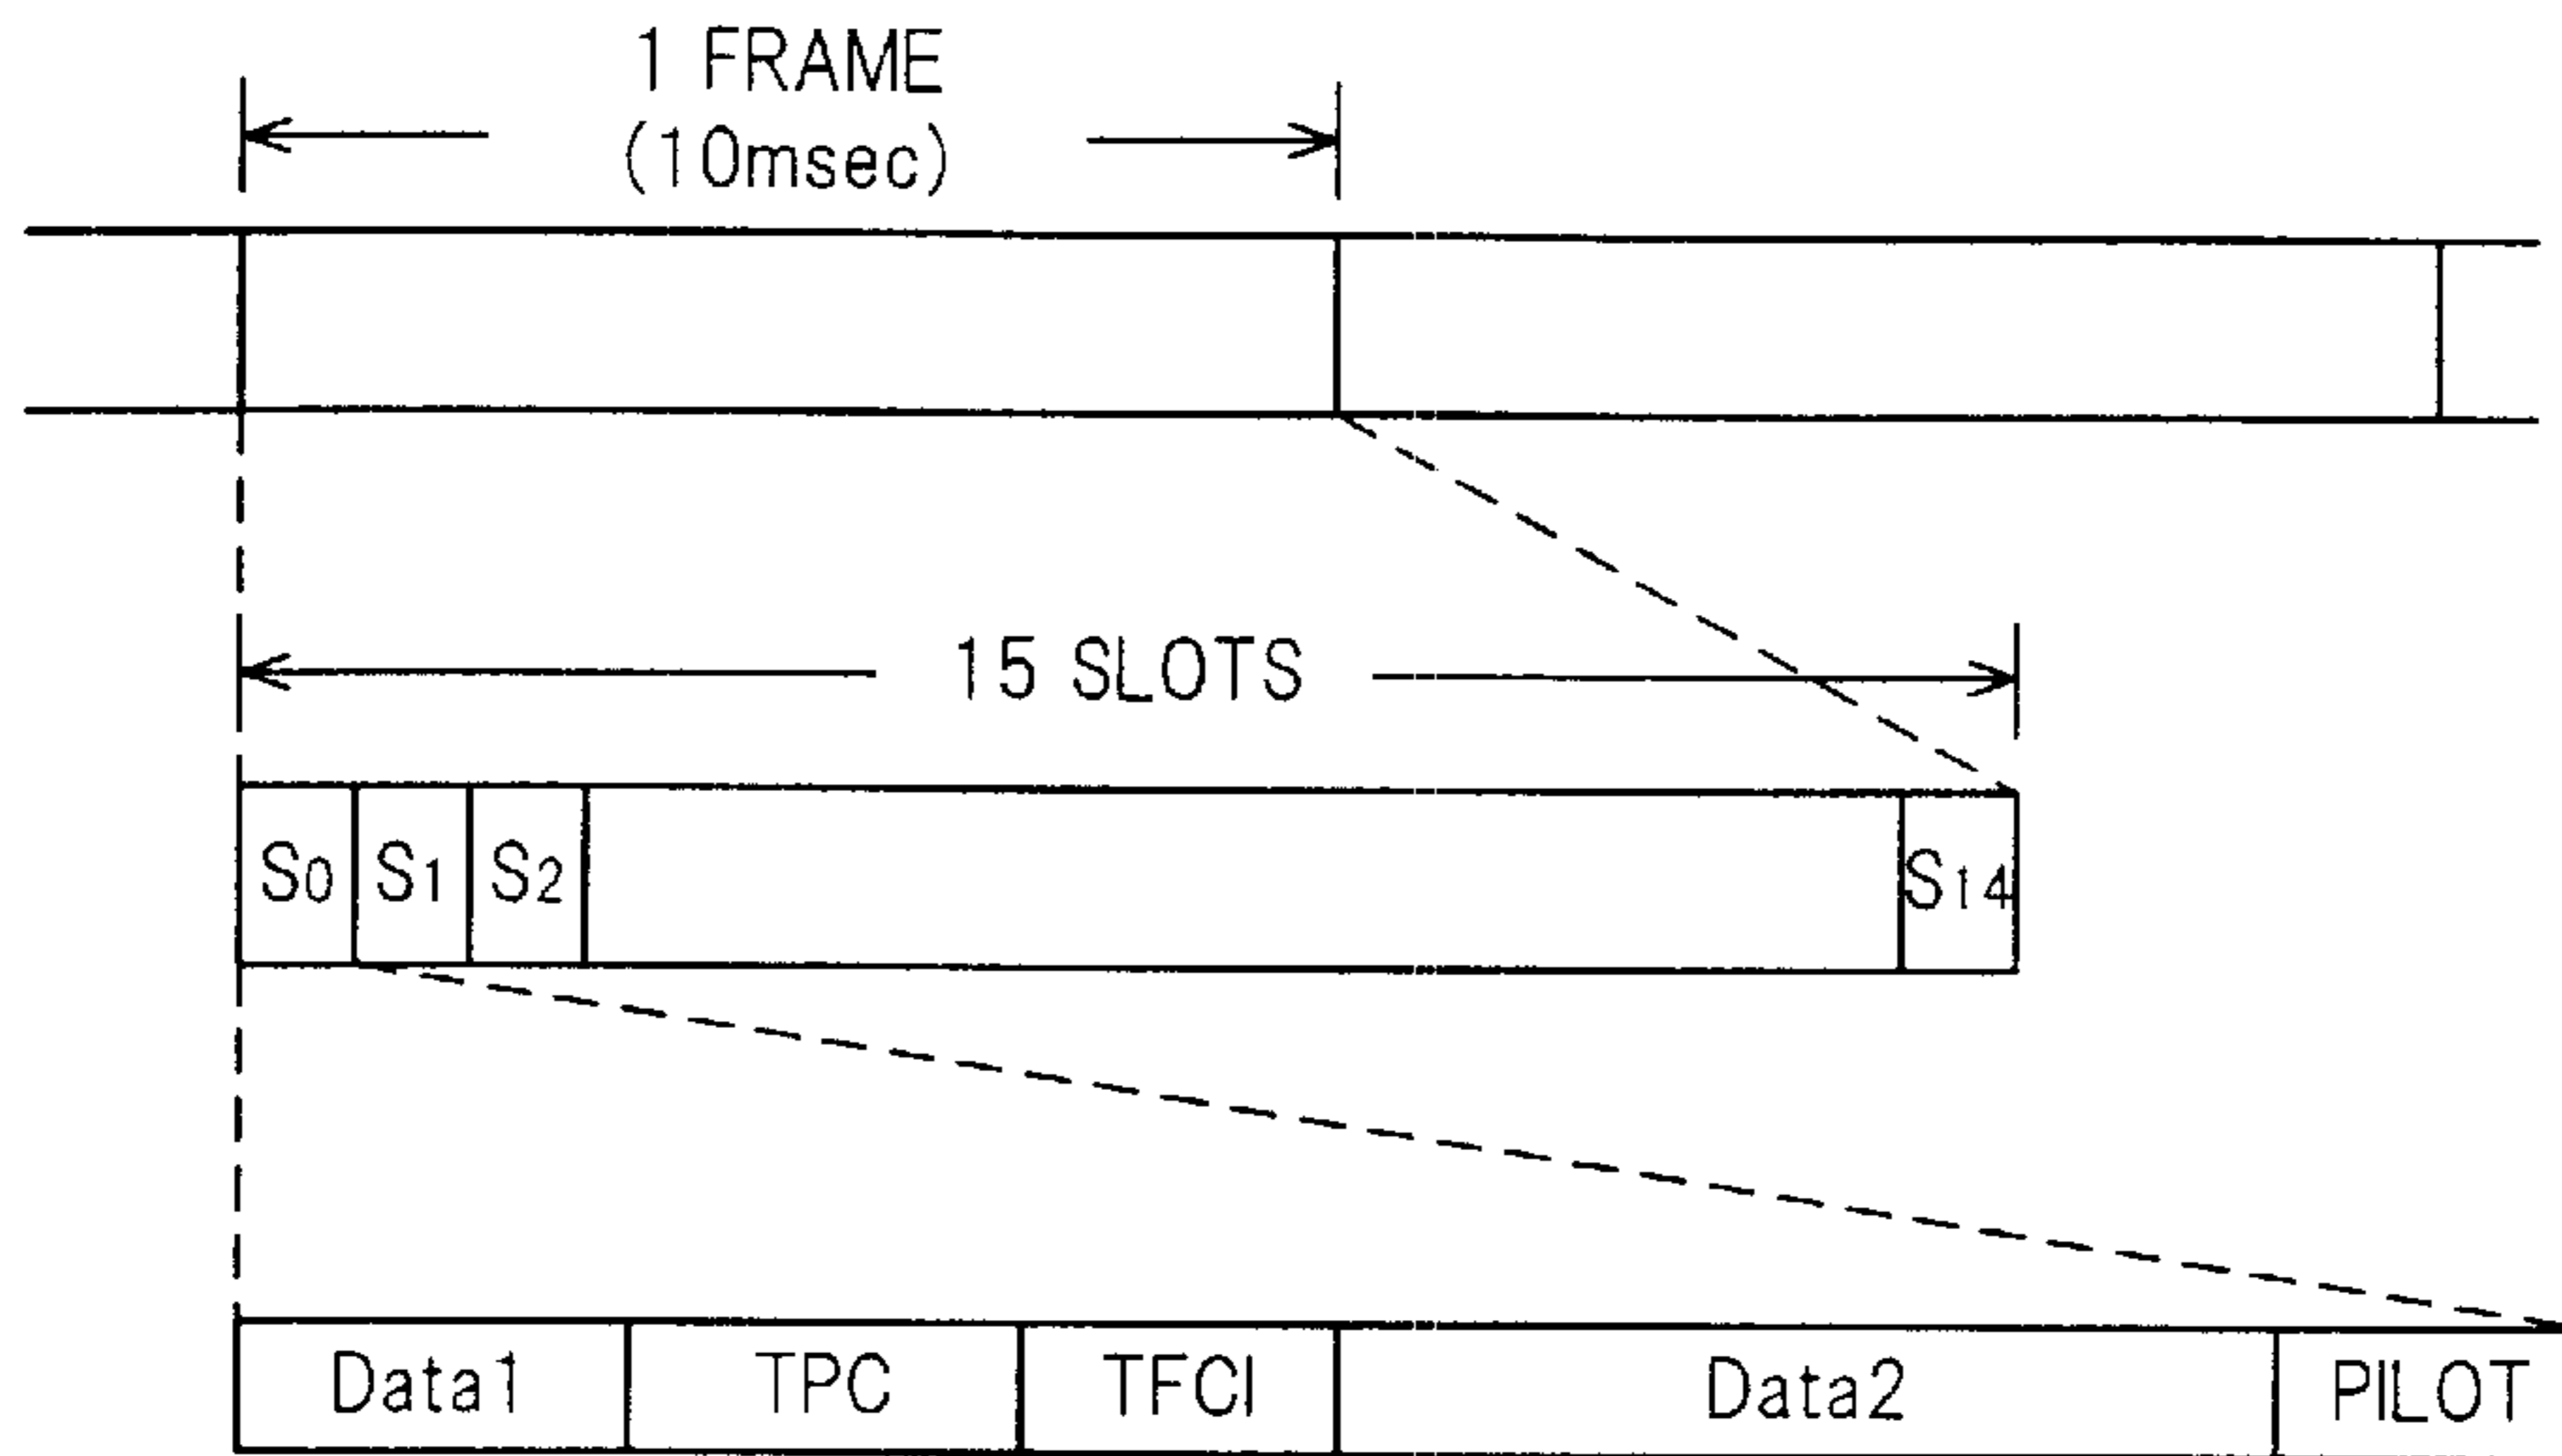 1 FRAME
(10msec)
15 SLOTS
S0 S1 S2 S14
Data1 TPC TFCI Data2 PILOT